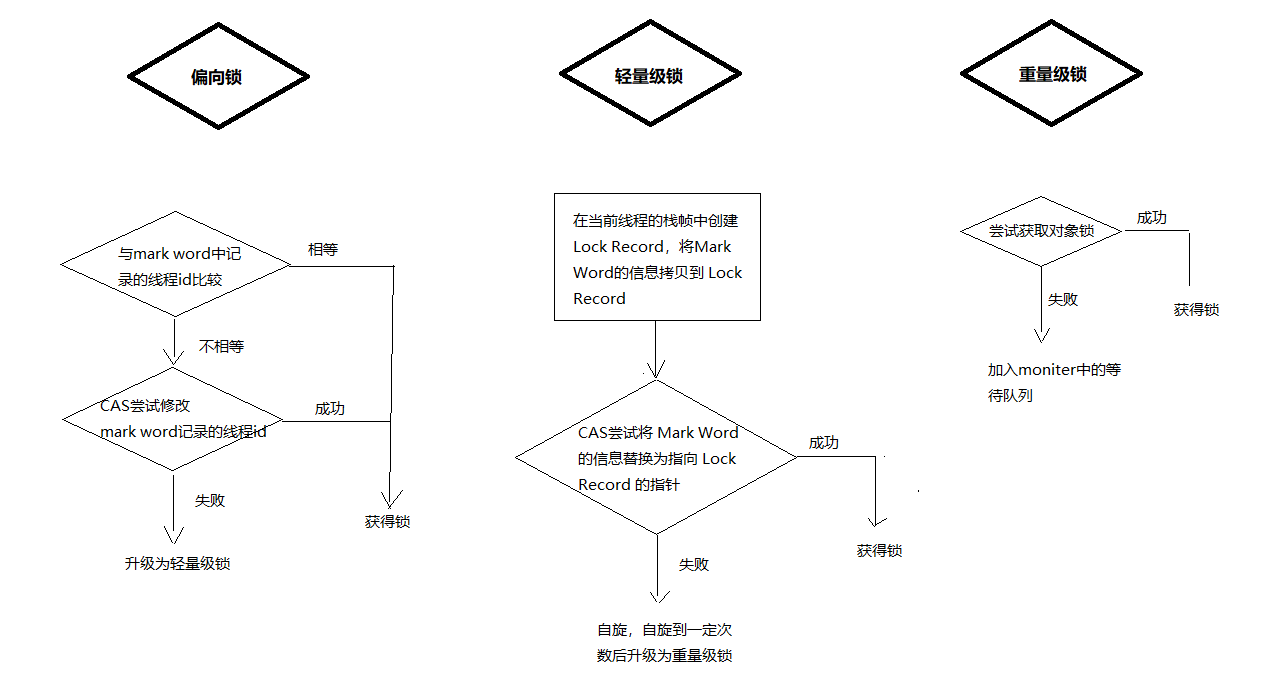 偏向锁
轻量级锁
重量级锁
与mark word中记
录的线程id比较
相等
不相等
CAS尝试修改
mark word记录的线程id
成功
失败
获得锁
升级为轻量级锁
在当前线程的栈帧中创建
Lock Record，将Mark
Word的信息拷贝到 Lock
Record
CAS尝试将 Mark Word
的信息替换为指向 Lock
Record 的指针
成功
获得锁
失败
自旋，自旋到一定次
数后升级为重量级锁
尝试获取对象锁
成功
失败
获得锁
加入moniter中的等
待队列